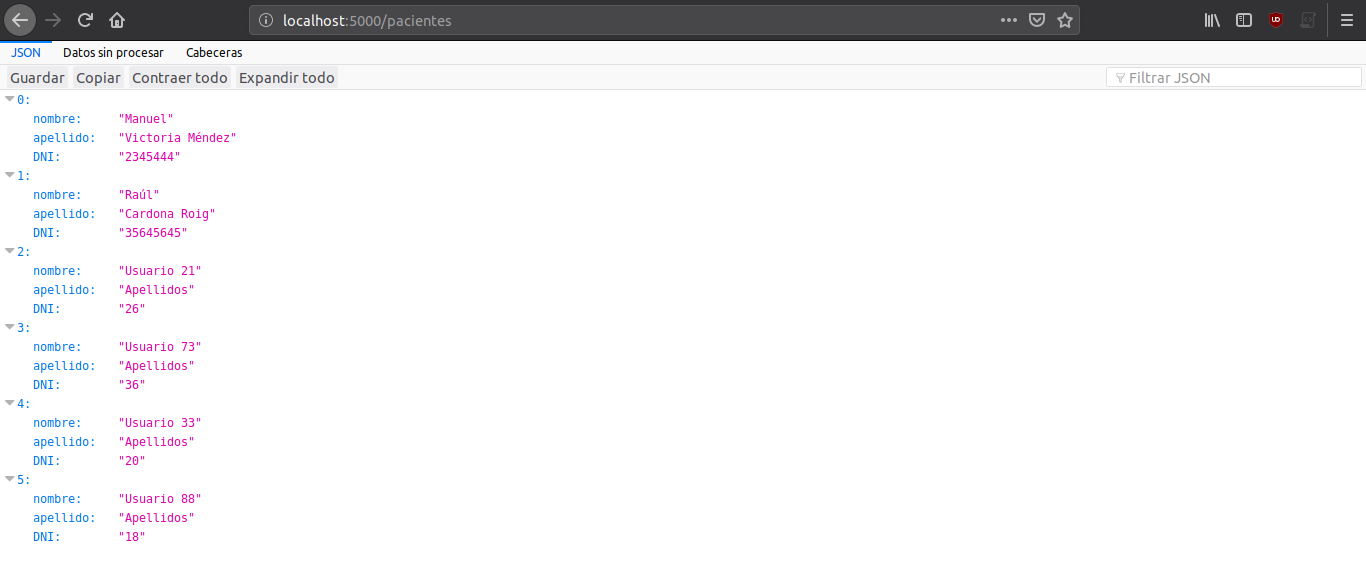 localhost:5000/pacientes
JSON Datos sin procesar Cabeceras
Guardar Copiar Contraer todo Expandir todo Filtrar JSON
0:
nombre: "Manuel"
apellido: "Victoria Méndez"
DNI: "2345444"
1:
nombre: "Raúl"
apellido: "Cardona Roig"
DNI: "35645645"
2:
nombre: "Usuario 21"
apellido: "Apellidos"
DNI: "26"
3:
nombre: "Usuario 73"
apellido: "Apellidos"
DNI: "36"
4:
nombre: "Usuario 33"
apellido: "Apellidos"
DNI: "20"
5:
nombre: "Usuario 88"
apellido: "Apellidos"
DNI: "18"